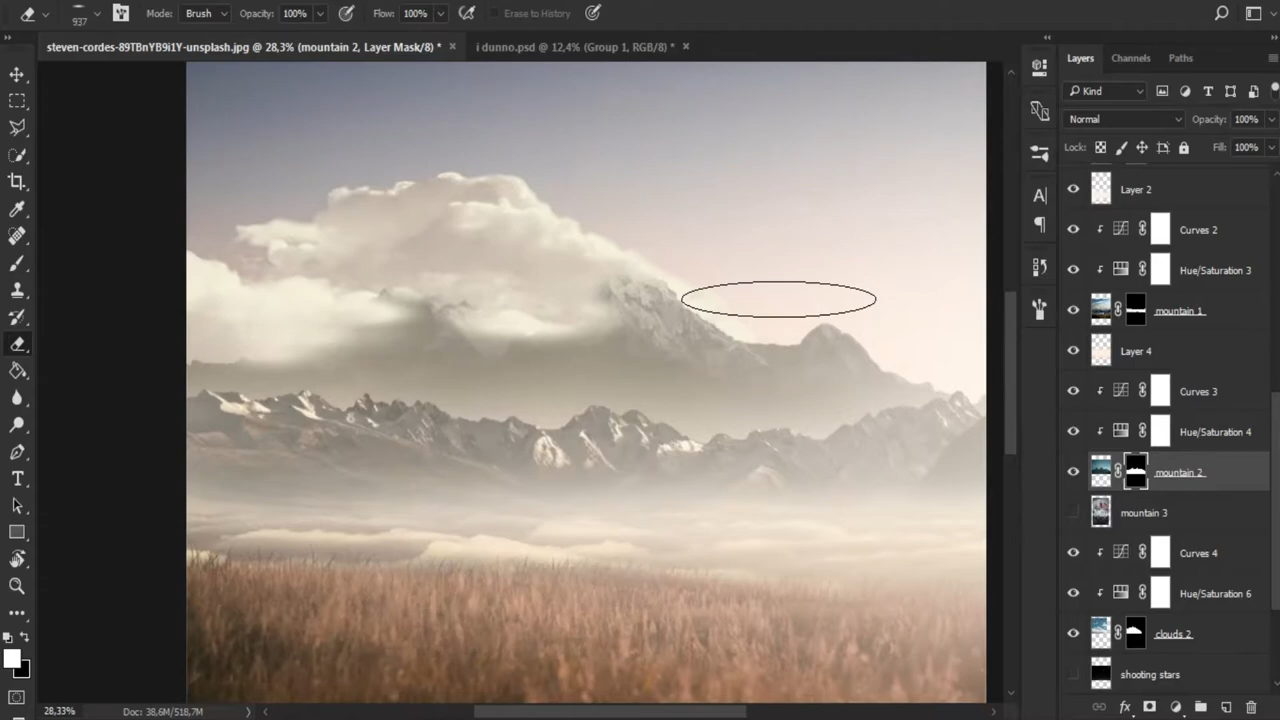 937
Mode: Brush Opacity: 100% Flow: 100% Erase to History
steven-cordes-89TBnYB9i1Y-unsplash.jpg @ 28,3% (mountain 2, Layer Mask/8) *
i dunno.psd @ 12,4% (Group 1, RGB/8) *
Layers Channels Paths
Kind
Normal Opacity: 100%
Lock: Fill: 100%
Layer 2
Curves 2
Hue/Saturation 3
mountain 1
Layer 4
Curves 3
Hue/Saturation 4
mountain 2
mountain 3
Curves 4
Hue/Saturation 6
clouds 2
shooting stars
28,33% Doc: 38,6M/518,7M